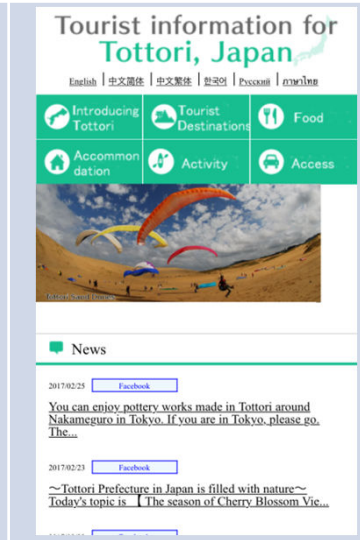 Tourist information for
Tottori, Japan
English | 中文简体 | 中文繁体 | 한국어 | Русский | ภาษาไทย
Introducing
Tottori
Tourist
Destinations
Food
Accommon
dation
Activity
Access
Tottori Sand Dunes
News
2017/02/25 Facebook
You can enjoy pottery works made in Tottori around
Nakameguro in Tokyo. If you are in Tokyo, please go.
The...
2017/02/23 Facebook
～Tottori Prefecture in Japan is filled with nature～
Today's topic is 【 The season of Cherry Blossom Vie...